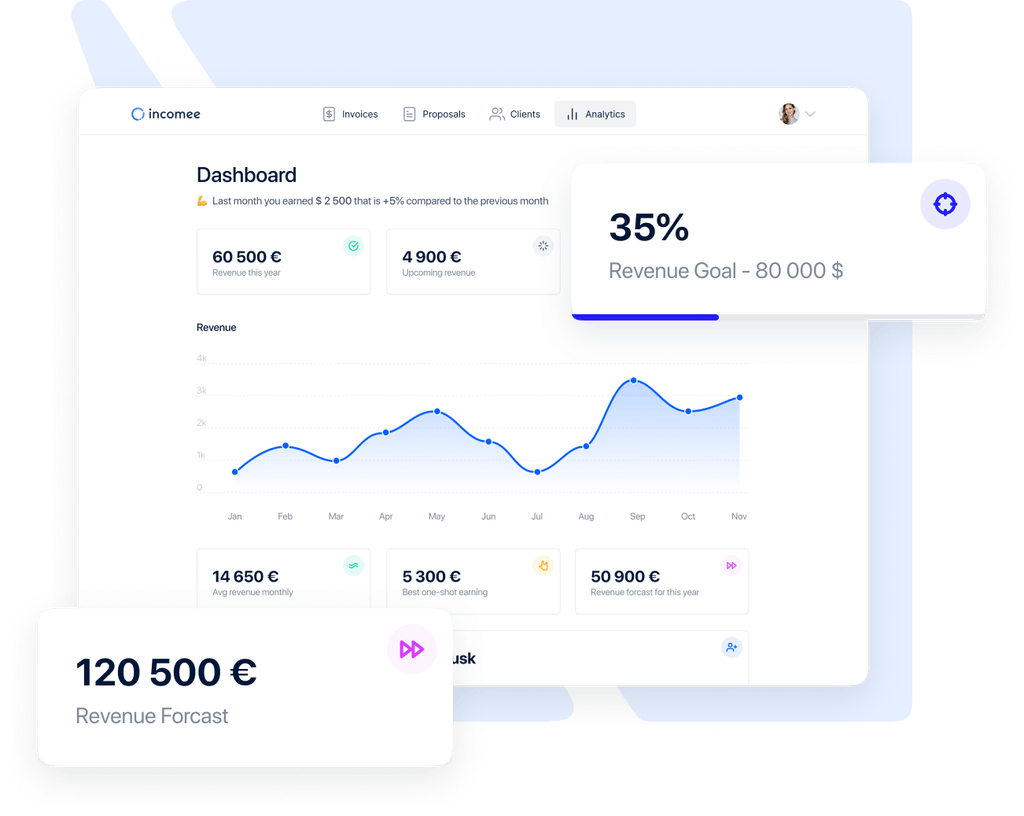 incomee
Invoices
Proposals
Clients
Analytics
Dashboard
💪 Last month you earned $ 2 500 that is +5% compared to the previous month
60 500 €
Revenue this year
4 900 €
Upcoming revenue
35%
Revenue Goal - 80 000 $
Revenue
4k
3k
2k
1k
0
Jan Feb Mar Apr May Jun Jul Aug Sep Oct Nov
14 650 €
Avg revenue monthly
5 300 €
Best one-shot earning
50 900 €
Revenue forcast for this year
120 500 €
Revenue Forcast
usk